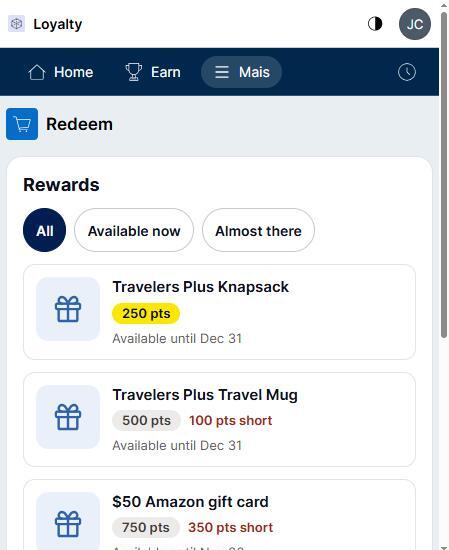 Loyalty
JC
Home
Earn
Mais
Redeem
Rewards
All
Available now
Almost there
Travelers Plus Knapsack
250 pts
Available until Dec 31
Travelers Plus Travel Mug
500 pts 100 pts short
Available until Dec 31
$50 Amazon gift card
750 pts 350 pts short